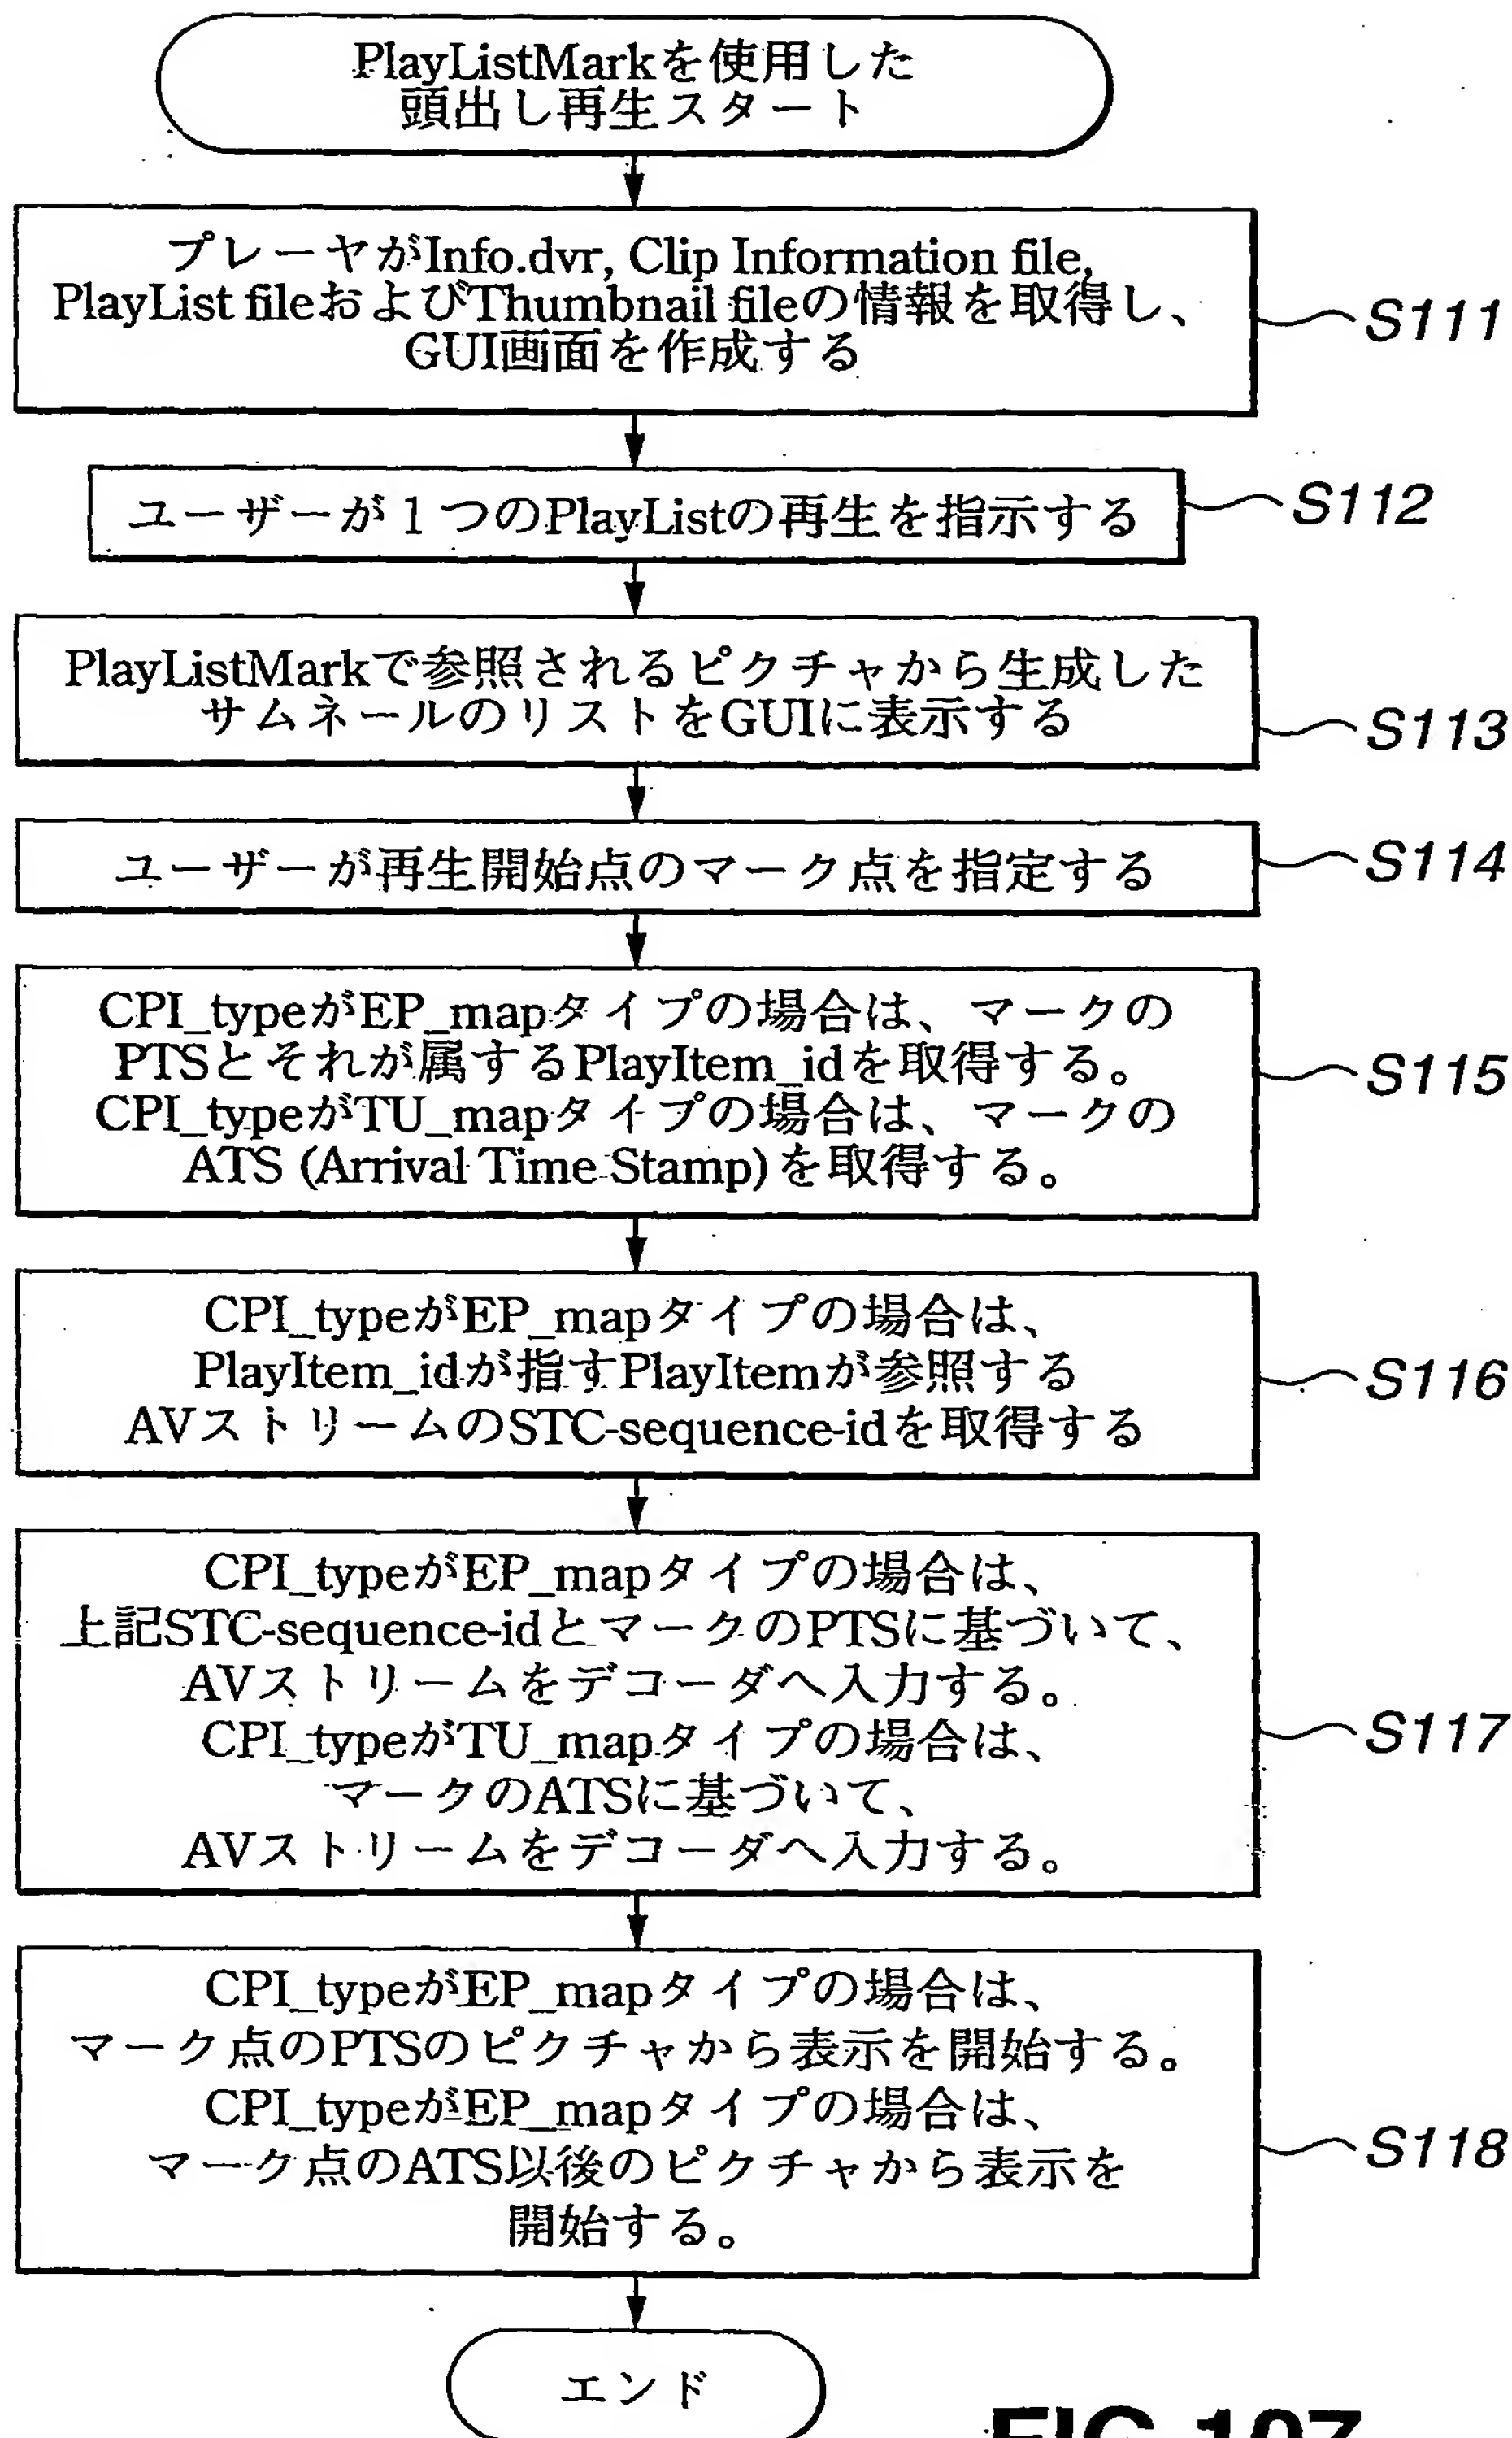 PlayListMarkを使用した
頭出し再生スタート
プレーヤがInfo.dvr, Clip Information file,
PlayList fileおよびThumbnail fileの情報を取得し、
GUI画面を作成する
S111
ユーザーが1つのPlayListの再生を指示する
S112
PlayListMarkで参照されるピクチャから生成した
サムネールのリストをGUIに表示する
S113
ユーザーが再生開始点のマーク点を指定する
S114
CPI_typeがEP_mapタイプの場合は、マークの
PTSとそれが属するPlayItem_idを取得する。
CPI_typeがTU_mapタイプの場合は、マークの
ATS (Arrival Time Stamp)を取得する。
S115
CPI_typeがEP_mapタイプの場合は、
PlayItem_idが指すPlayItemが参照する
AVストリームのSTC-sequence-idを取得する
S116
CPI_typeがEP_mapタイプの場合は、
上記STC-sequence-idとマークのPTSに基づいて、
AVストリームをデコーダへ入力する。
CPI_typeがTU_mapタイプの場合は、
マークのATSに基づいて、
AVストリームをデコーダへ入力する。
S117
CPI_typeがEP_mapタイプの場合は、
マーク点のPTSのピクチャから表示を開始する。
CPI_typeがEP_mapタイプの場合は、
マーク点のATS以後のピクチャから表示を
開始する。
S118
エンド
FIG.107